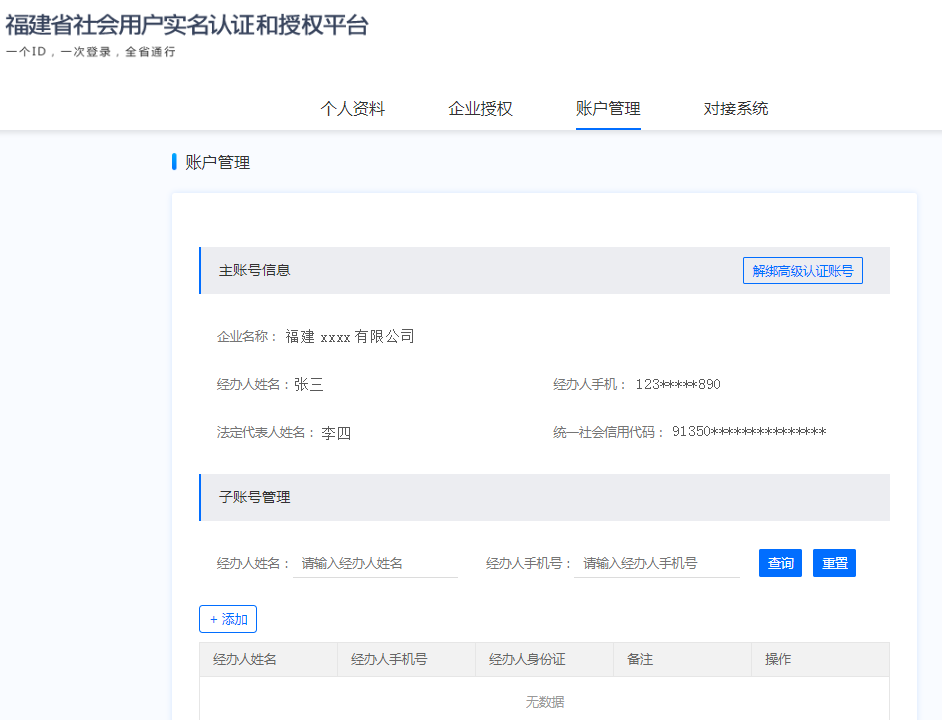 福建省社会用户实名认证和授权平台
一个ID，一次登录，全省通行
个人资料 企业授权 账户管理 对接系统
账户管理
主账号信息 解绑高级认证账号
企业名称： 福建 xxxx 有限公司
经办人姓名：张三 经办人手机： 123*****890
法定代表人姓名： 李四 统一社会信用代码： 91350***************
子账号管理
经办人姓名： 请输入经办人姓名 经办人手机号： 请输入经办人手机号 查询 重置
+ 添加
经办人姓名 经办人手机号 经办人身份证 备注 操作
无数据